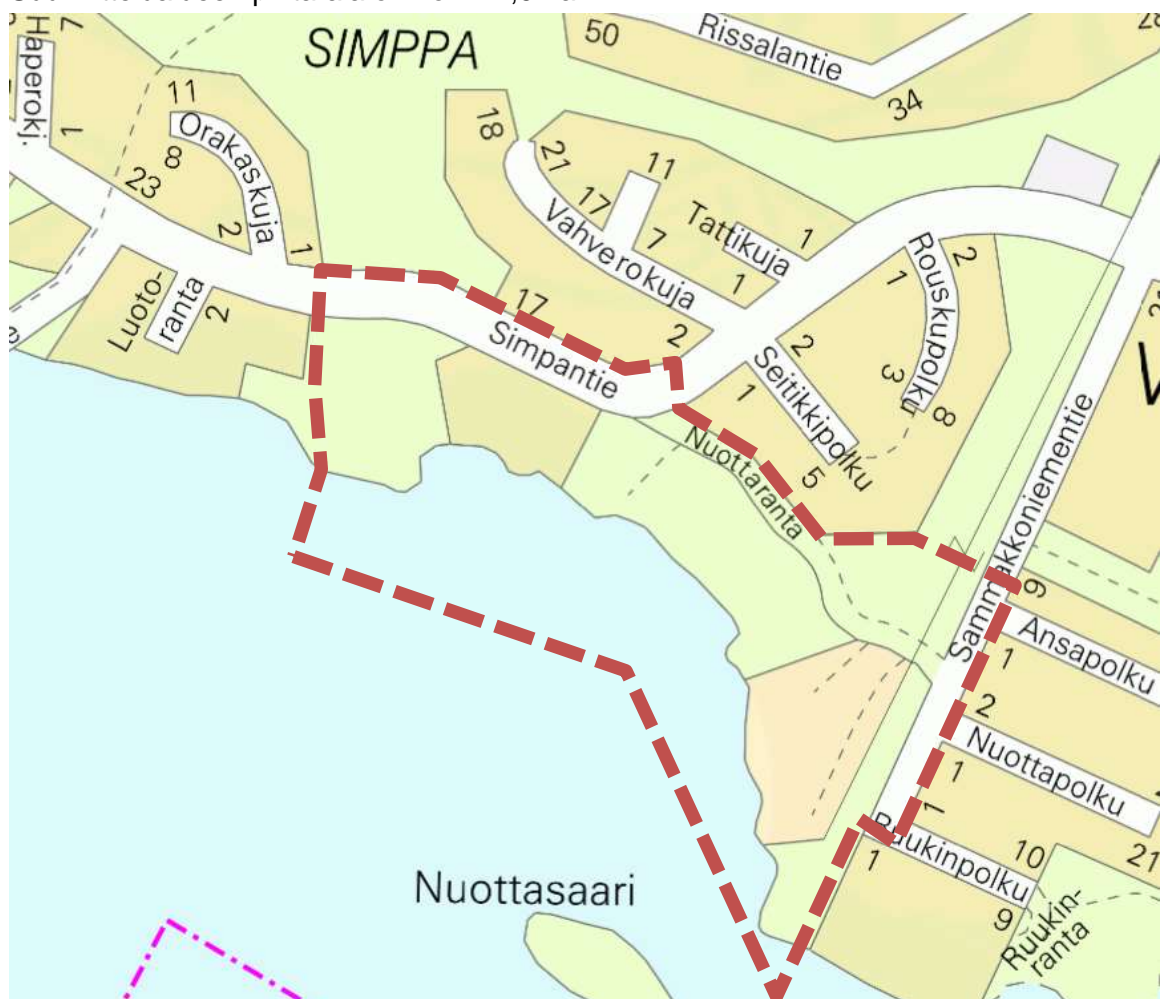 SIMPPA
Rissalantie
50
34
Haperokj.
7
1
11
Orakaskuja
8
23
2
1
18
21
17
11
7
Vahverokuja
Tattikuja
1
1
2
17
Simpantie
Luoto-
ranta
2
Rouskupolku
2
1
3
8
Seitikkipolku
2
1
5
Nuottaranta
Sammakkoniementie
9
Ansapolku
1
2
Nuottapolku
1
1
Ruukinpolku
1
10
9
21
Ruukin-
ranta
Nuottasaari